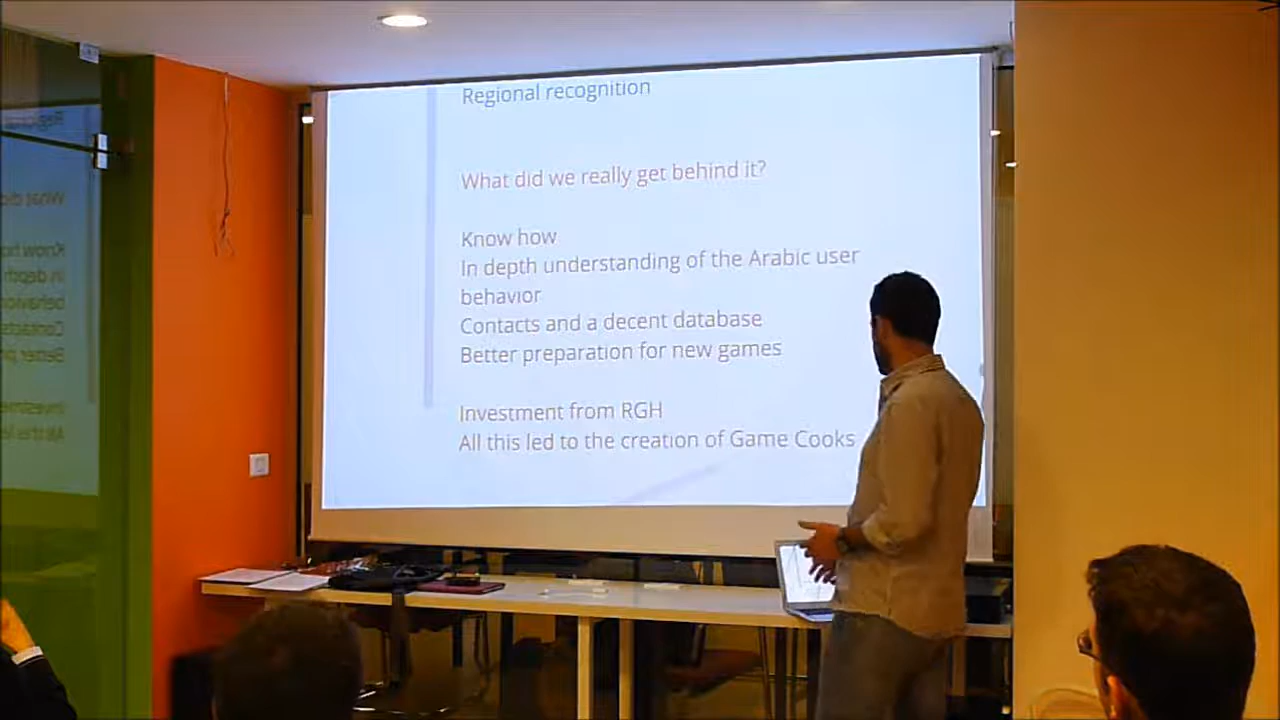 Regional recognition
What did we really get behind it?
Know how
In depth understanding of the Arabic user
behavior
Contacts and a decent database
Better preparation for new games
Investment from RGH
All this led to the creation of Game Cooks